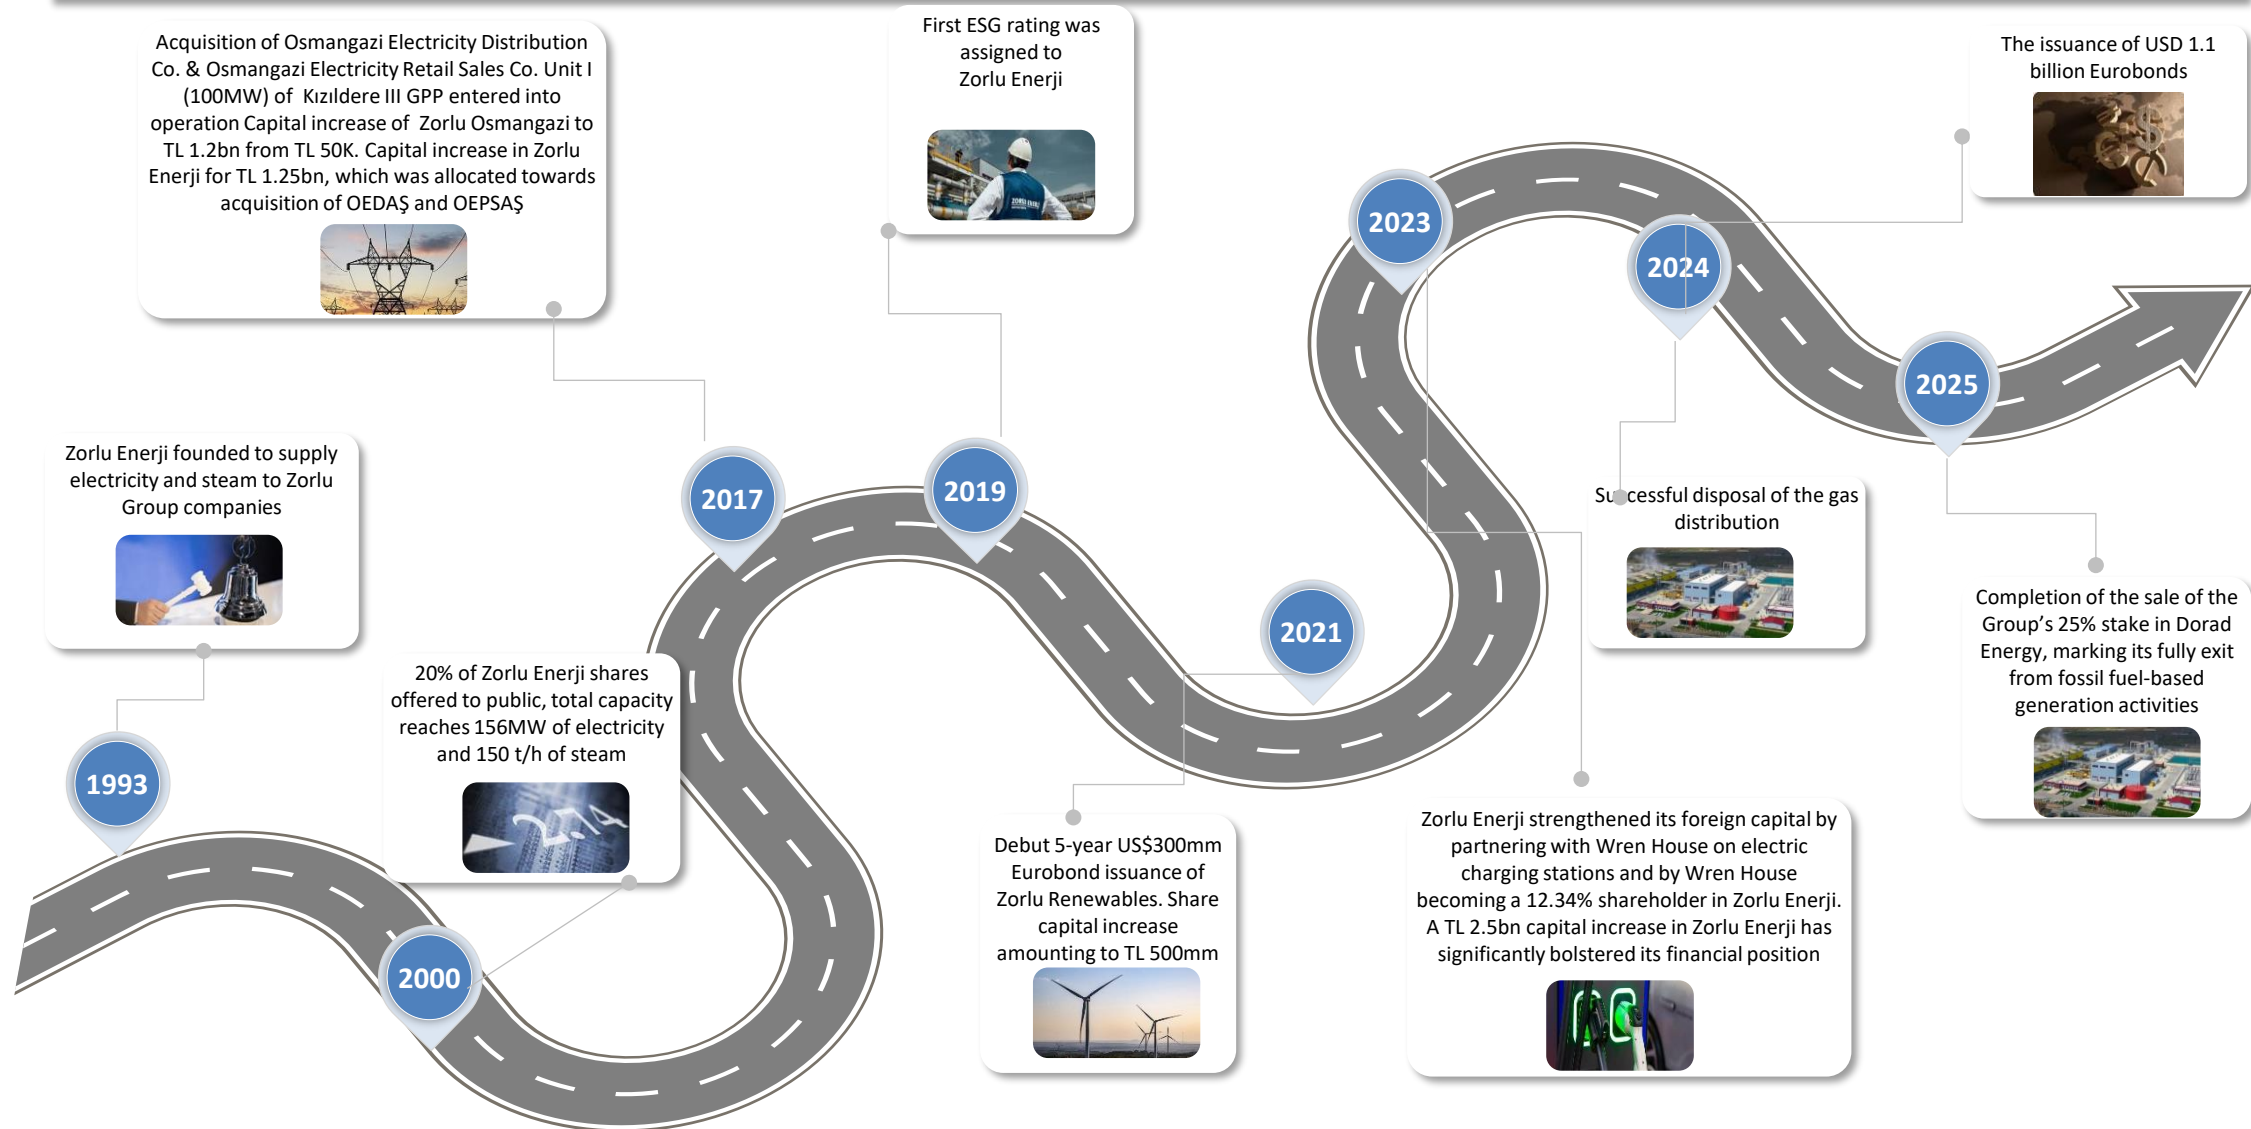 Acquisition of Osmangazi Electricity Distribution
Co. & Osmangazi Electricity Retail Sales Co. Unit I
(100MW) of Kızıldere III GPP entered into
operation Capital increase of Zorlu Osmangazi to
TL 1.2bn from TL 50K. Capital increase in Zorlu
Enerji for TL 1.25bn, which was allocated towards
acquisition of OEDAŞ and OEPSAŞ
First ESG rating was
assigned to
Zorlu Enerji
ZORLU ENERJİ
The issuance of USD 1.1
billion Eurobonds
2023
2024
2025
Zorlu Enerji founded to supply
electricity and steam to Zorlu
Group companies
2017
2019
Successful disposal of the gas
distribution
2021
Completion of the sale of the
Group’s 25% stake in Dorad
Energy, marking its fully exit
from fossil fuel-based
generation activities
20% of Zorlu Enerji shares
offered to public, total capacity
reaches 156MW of electricity
and 150 t/h of steam
2.74
1993
2000
Debut 5-year US$300mm
Eurobond issuance of
Zorlu Renewables. Share
capital increase
amounting to TL 500mm
Zorlu Enerji strengthened its foreign capital by
partnering with Wren House on electric
charging stations and by Wren House
becoming a 12.34% shareholder in Zorlu Enerji.
A TL 2.5bn capital increase in Zorlu Enerji has
significantly bolstered its financial position